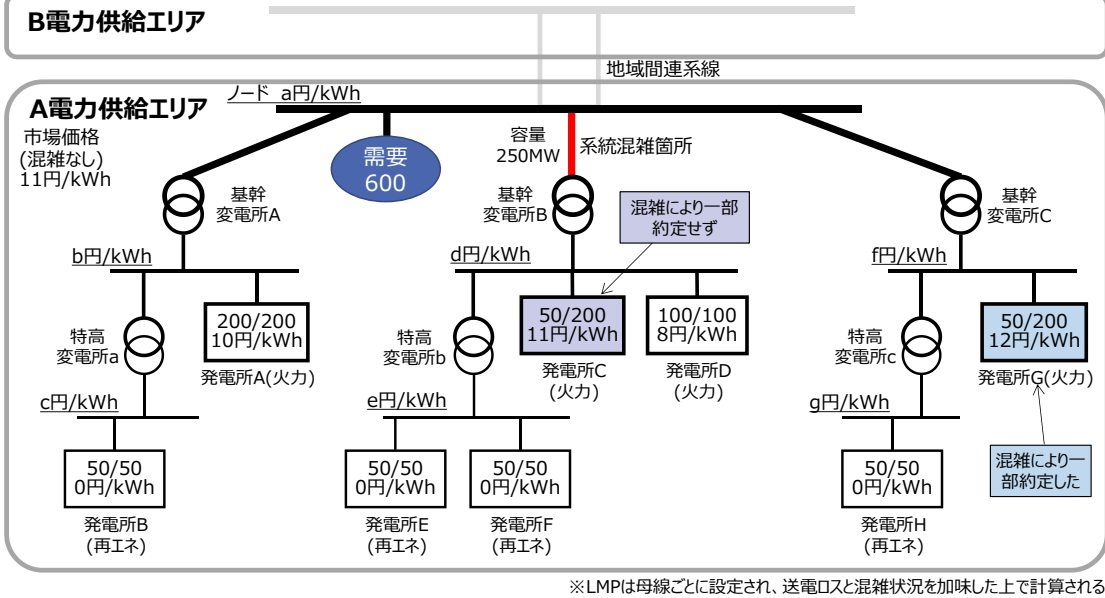 B電力供給エリア
地域間連系線
A電力供給エリア
ノード a円/kWh
市場価格
(混雑なし)
11円/kWh
需要
600
容量
250MW
系統混雑箇所
基幹
変電所A
基幹
変電所B
混雑により一部
約定せず
基幹
変電所C
b円/kWh
d円/kWh
f円/kWh
特高
変電所a
200/200
10円/kWh
発電所A(火力)
特高
変電所b
50/200
11円/kWh
発電所C
(火力)
100/100
8円/kWh
発電所D
(火力)
特高
変電所c
50/200
12円/kWh
発電所G(火力)
c円/kWh
e円/kWh
g円/kWh
50/50
0円/kWh
発電所B
(再エネ)
50/50
0円/kWh
発電所E
(再エネ)
50/50
0円/kWh
発電所F
(再エネ)
50/50
0円/kWh
発電所H
(再エネ)
混雑により一
部約定した
※LMPは母線ごとに設定され、送電ロスと混雑状況を加味した上で計算される